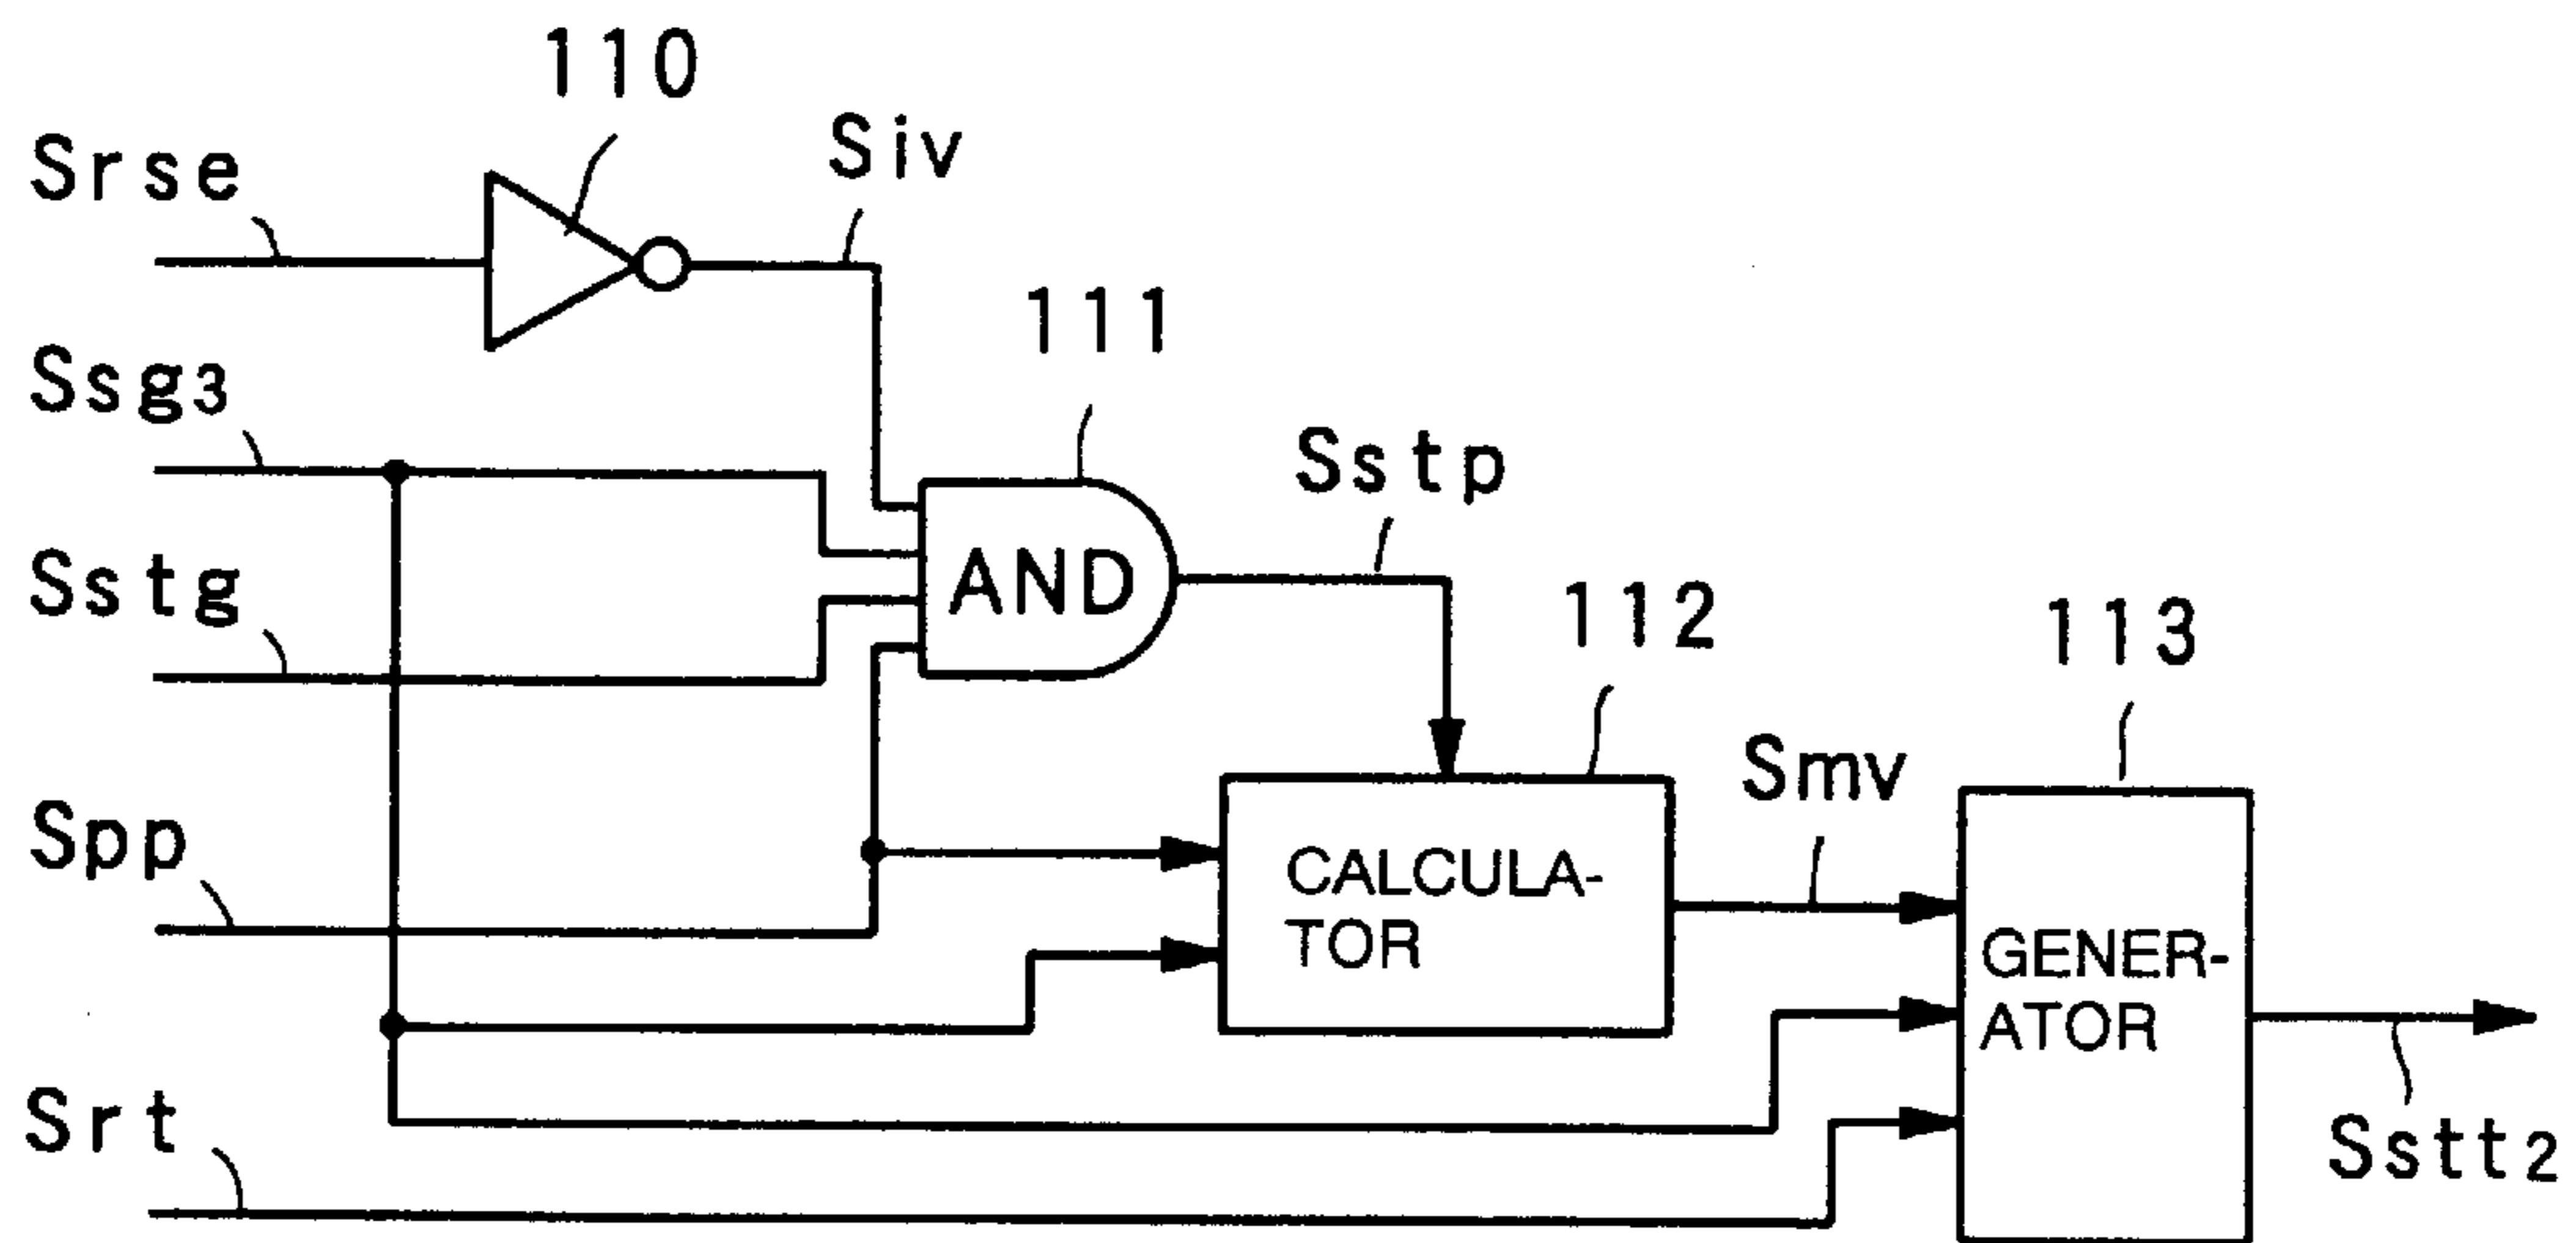 110
Srse
Siv
111
Ssg3
AND
Sstp
Sstg
112
113
Spp
CALCULA-
TOR
Smv
GENER-
ATOR
Srt
Sstt2